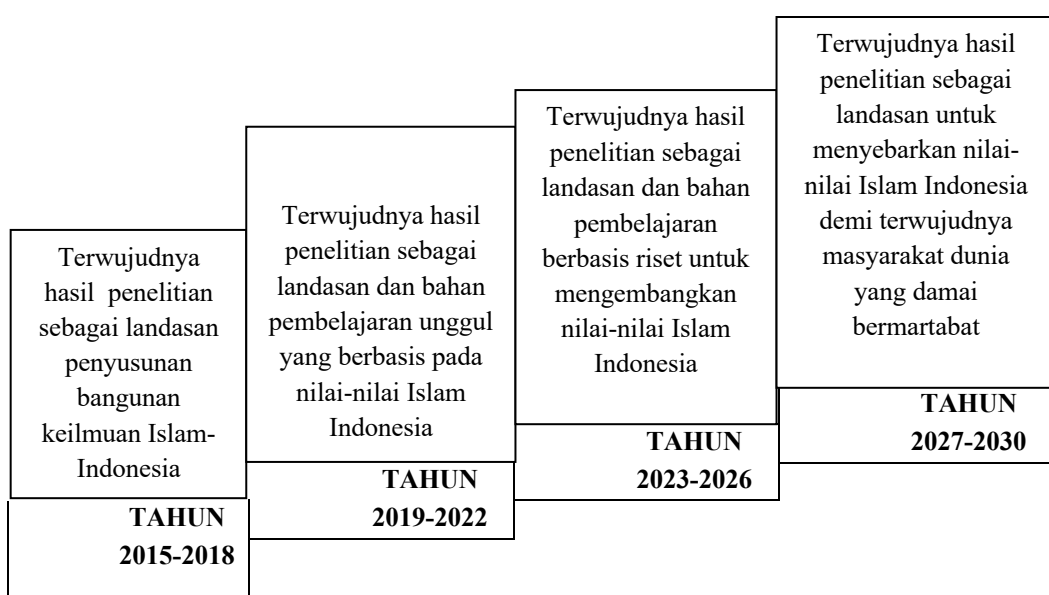 Terwujudnya
hasil penelitian
sebagai landasan
penyusunan
bangunan
keilmuan Islam-
Indonesia
TAHUN
2015-2018
Terwujudnya hasil
penelitian sebagai
landasan dan bahan
pembelajaran unggul
yang berbasis pada
nilai-nilai Islam
Indonesia
TAHUN
2019-2022
Terwujudnya hasil
penelitian sebagai
landasan dan bahan
pembelajaran
berbasis riset untuk
mengembangkan
nilai-nilai Islam
Indonesia
TAHUN
2023-2026
Terwujudnya hasil
penelitian sebagai
landasan untuk
menyebarkan nilai-
nilai Islam Indonesia
demi terwujudnya
masyarakat dunia
yang damai
bermartabat
TAHUN
2027-2030